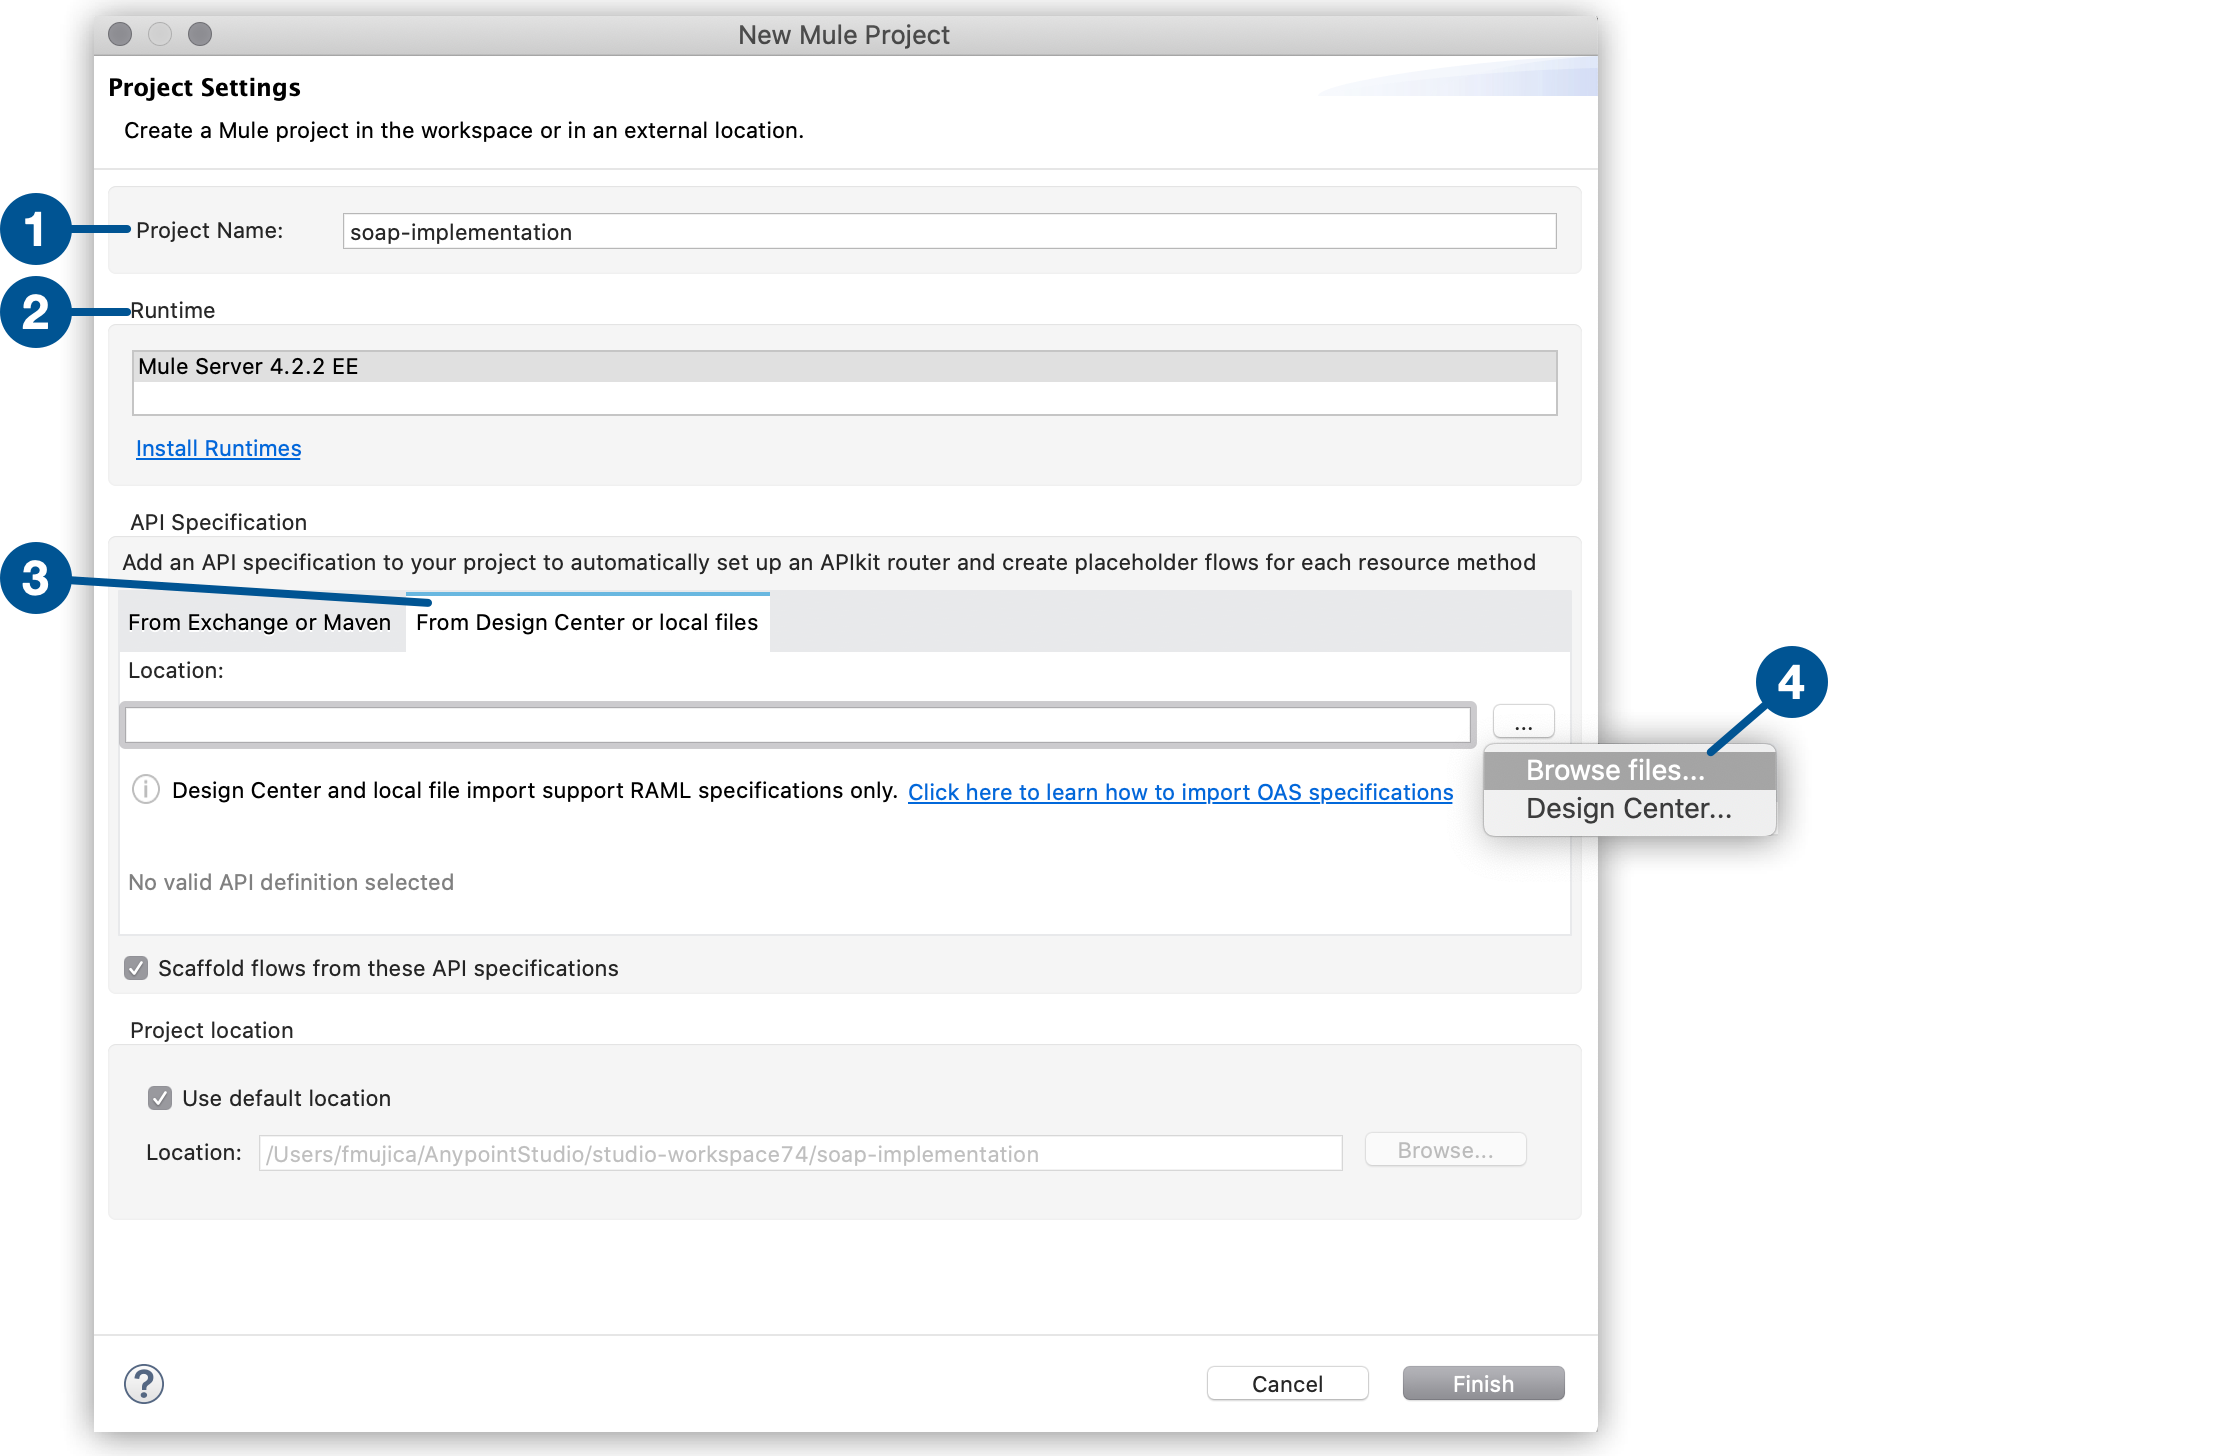 New Mule Project
Project Settings
Create a Mule project in the workspace or in an external location.
1
Project Name:
soap-implementation
2
Runtime
Mule Server 4.2.2 EE
Install Runtimes
API Specification
Add an API specification to your project to automatically set up an APIkit router and create placeholder flows for each resource method
3
From Exchange or Maven
From Design Center or local files
Location:
...
4
Browse files...
Design Center...
Design Center and local file import support RAML specifications only. Click here to learn how to import OAS specifications
No valid API definition selected
Scaffold flows from these API specifications
Project location
Use default location
Location:
/Users/fmujica/AnypointStudio/studio-workspace74/soap-implementation
Browse...
?
Cancel
Finish